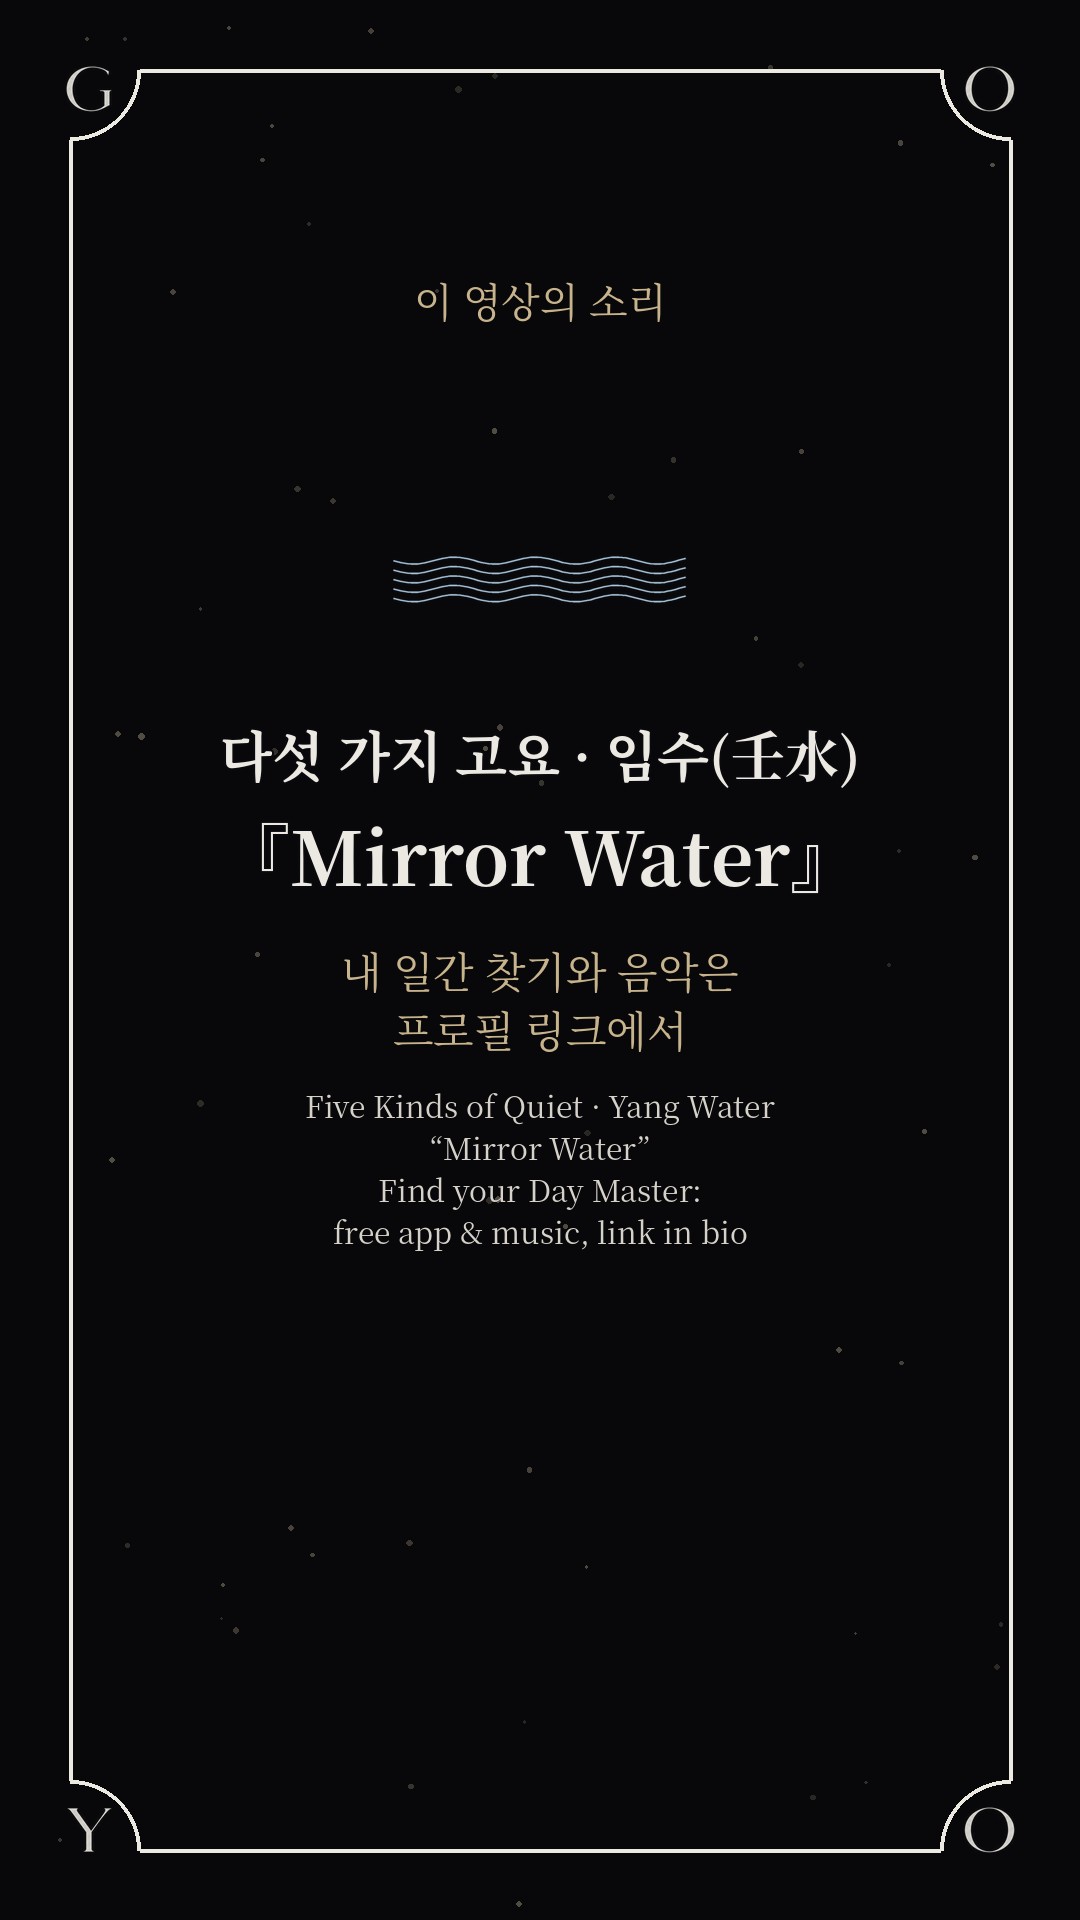 G O
이 영상의 소리
다섯 가지 고요 · 임수(壬水)
『Mirror Water』
내 일간 찾기와 음악은
프로필 링크에서
Five Kinds of Quiet · Yang Water
“Mirror Water”
Find your Day Master:
free app & music, link in bio
Y O